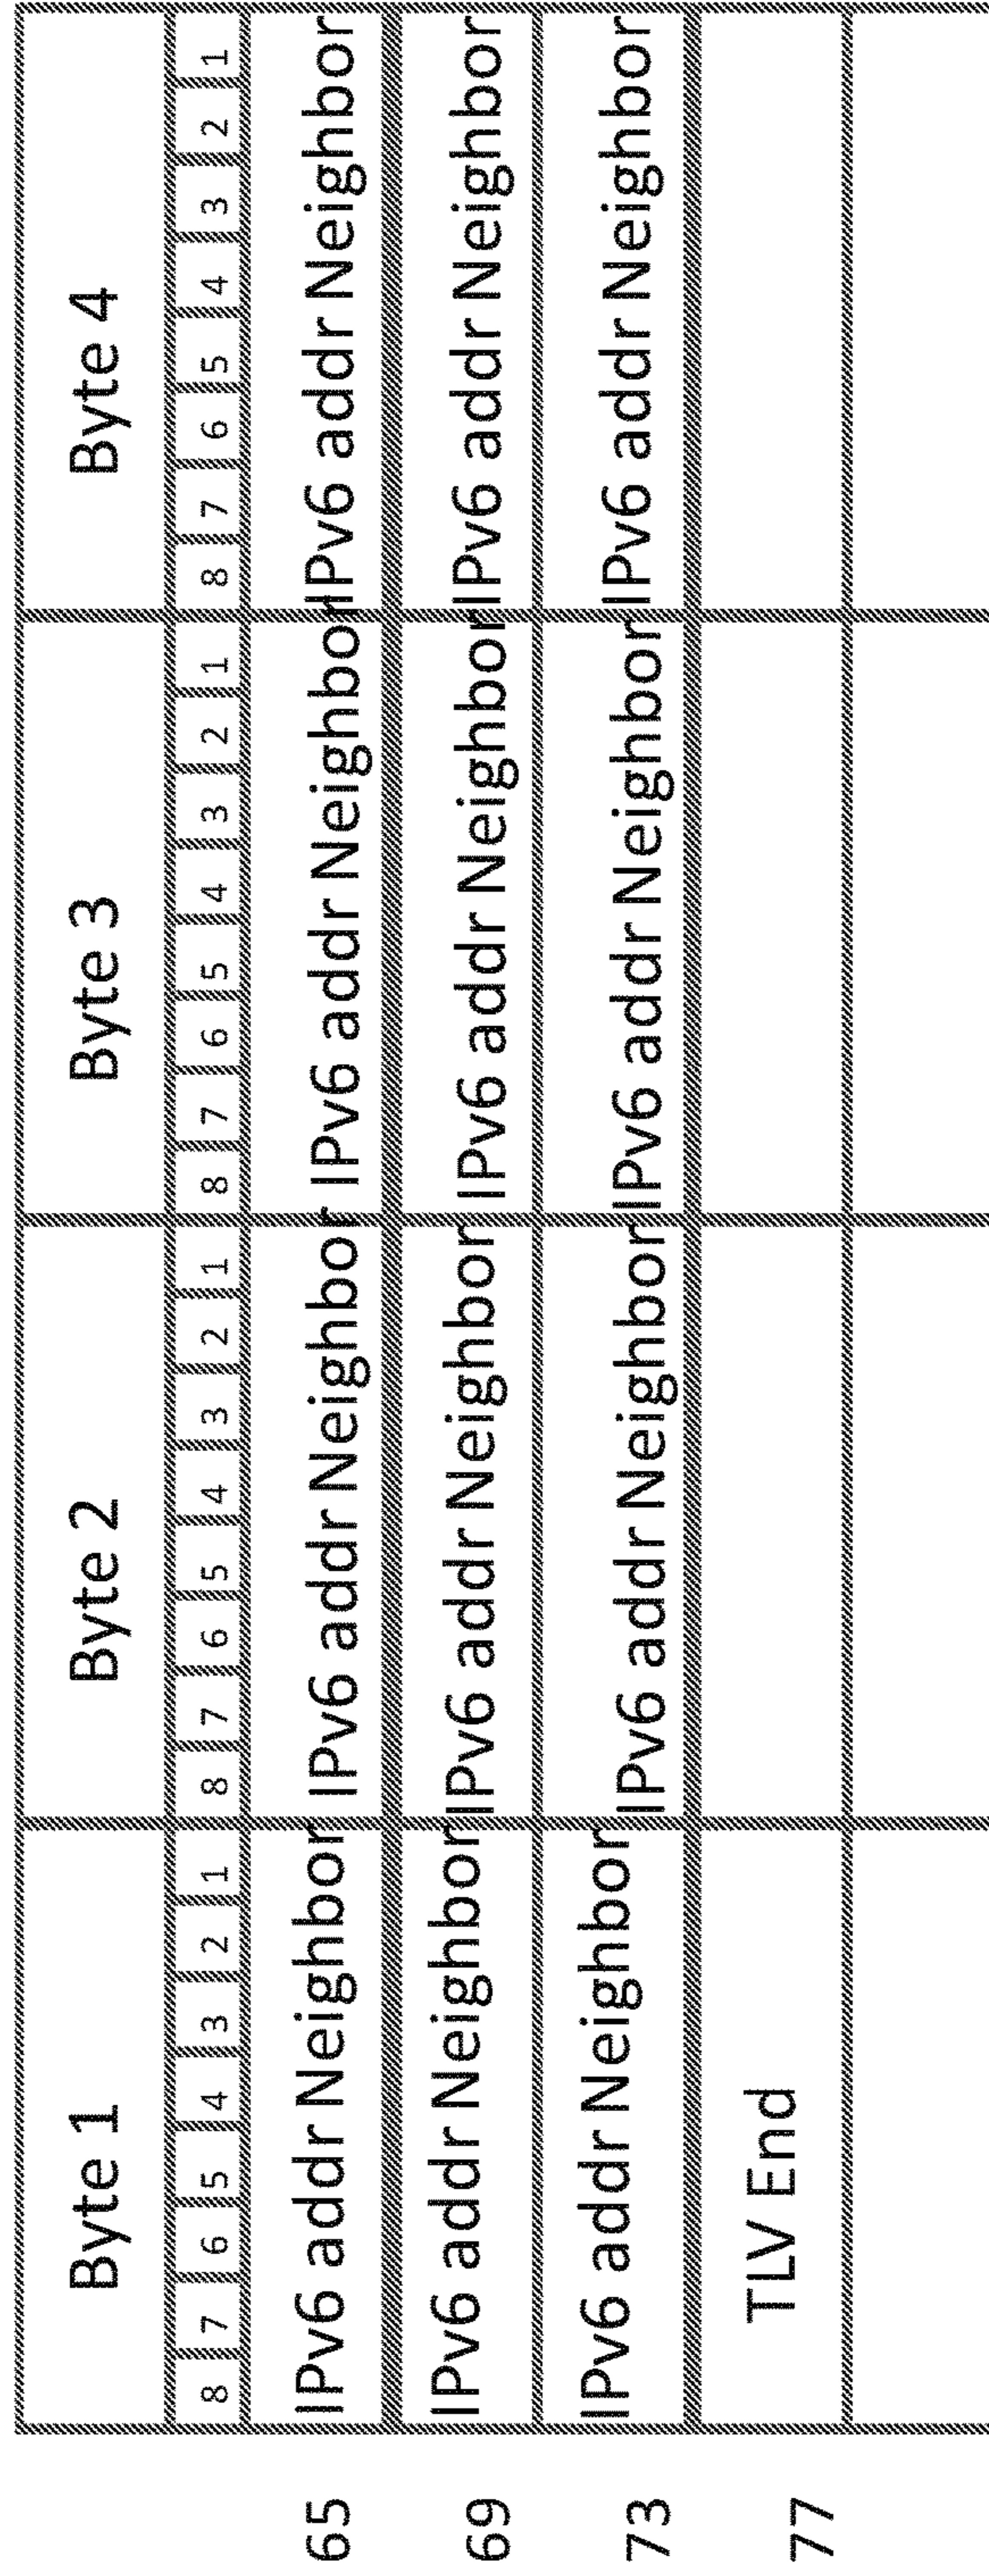 Byte 1 Byte 2 Byte 3 Byte 4
8 7 6 5 4 3 2 1 8 7 6 5 4 3 2 1 8 7 6 5 4 3 2 1 8 7 6 5 4 3 2 1
65 IPv6 addr Neighbor IPv6 addr Neighbor IPv6 addr Neighbor IPv6 addr Neighbor
69 IPv6 addr Neighbor IPv6 addr Neighbor IPv6 addr Neighbor IPv6 addr Neighbor
73 IPv6 addr Neighbor IPv6 addr Neighbor IPv6 addr Neighbor IPv6 addr Neighbor
77 TLV End